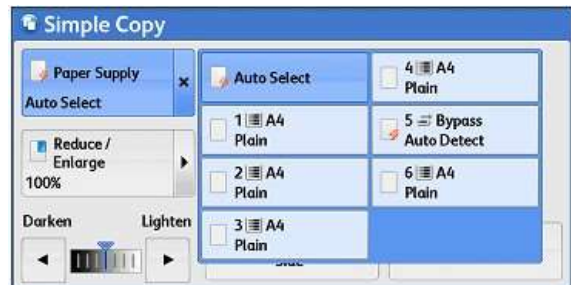 Simple Copy
Paper Supply
Auto Select
Reduce /
Enlarge
100%
Darken Lighten
Auto Select
1 A4
Plain
2 A4
Plain
3 A4
Plain
4 A4
Plain
5 Bypass
Auto Detect
6 A4
Plain